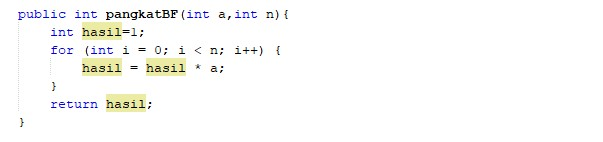 public int pangkatBF(int a,int n){
    int hasil=1;
    for (int i = 0; i < n; i++) {
        hasil = hasil * a;
    }
    return hasil;
}